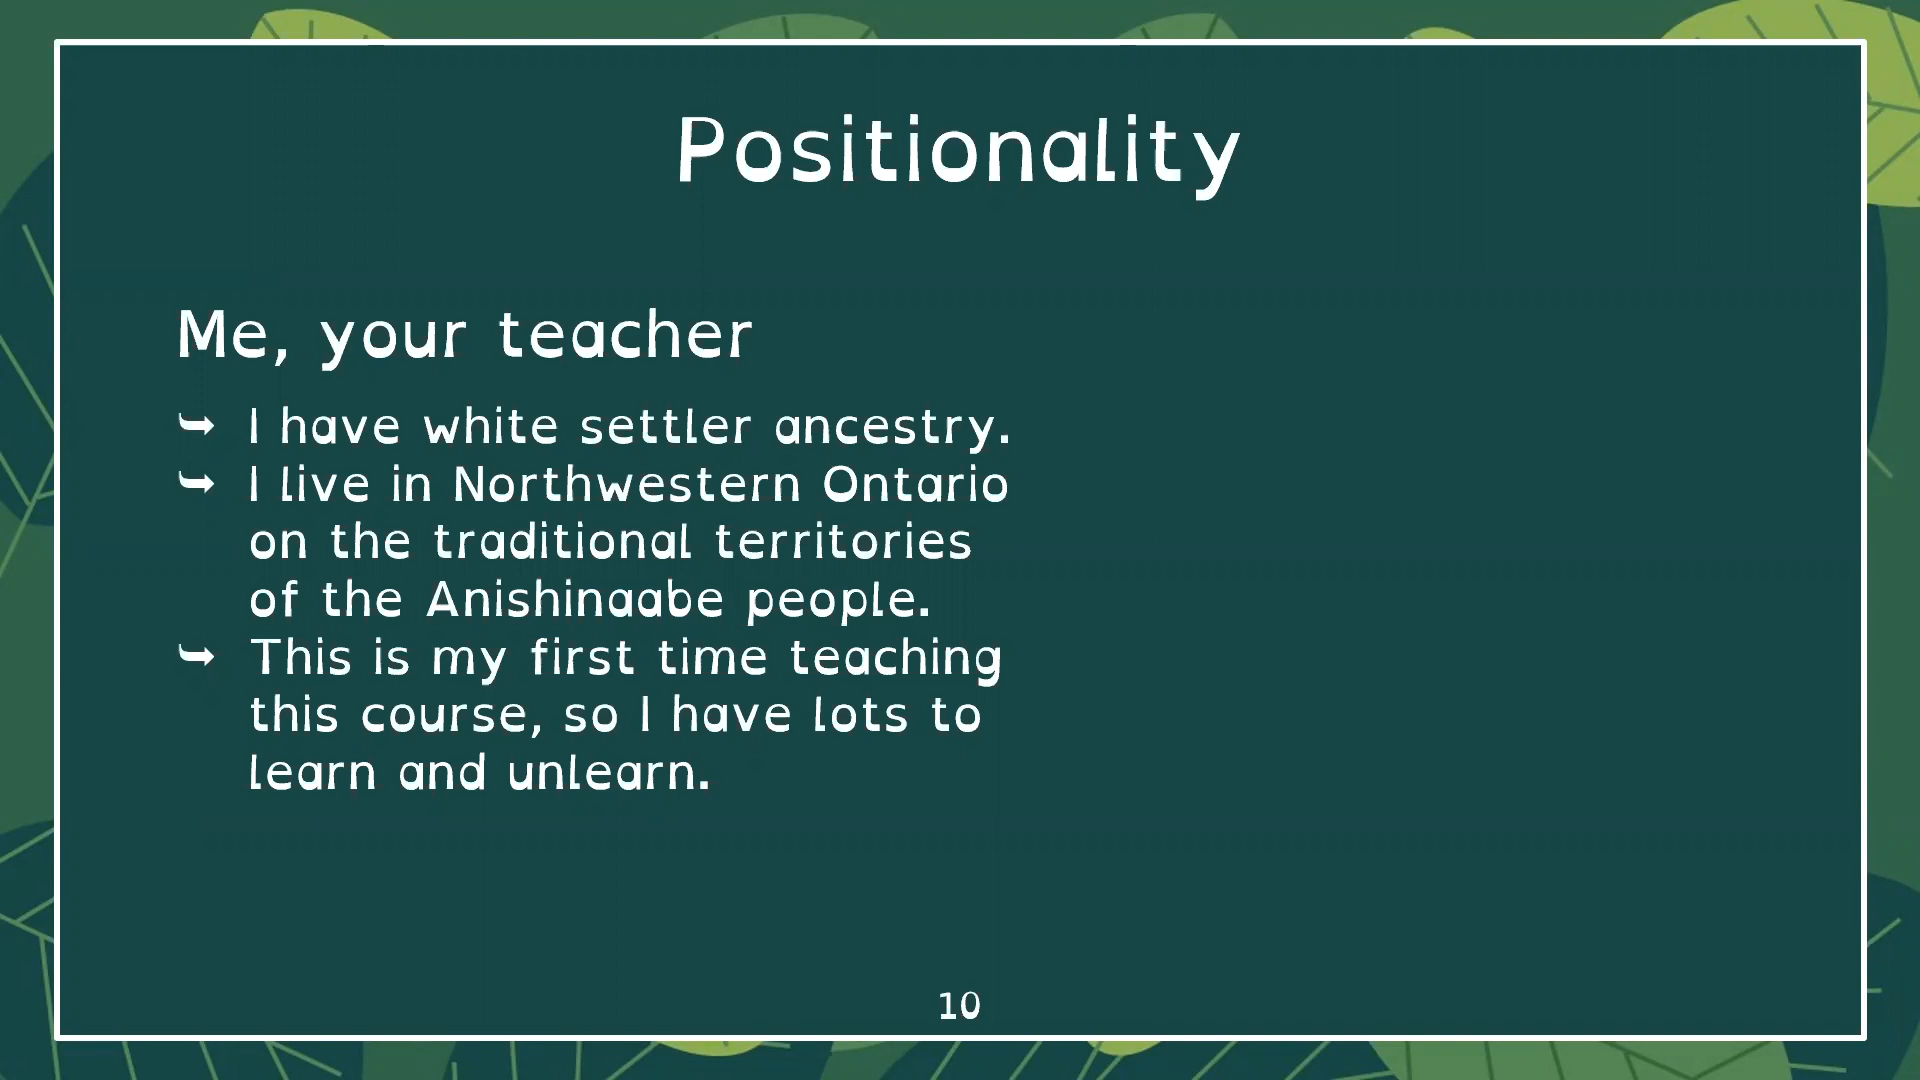 Positionality
Me, your teacher
➥ I have white settler ancestry.
➥ I live in Northwestern Ontario
on the traditional territories
of the Anishinaabe people.
➥ This is my first time teaching
this course, so I have lots to
learn and unlearn.
10